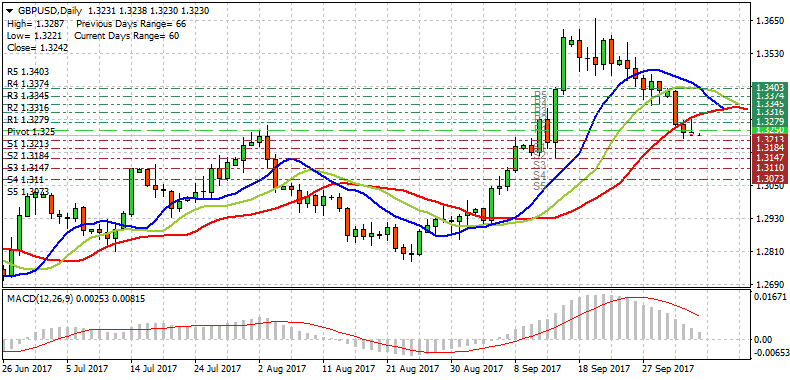 GBPUSD,Daily 1.3231 1.3238 1.3230 1.3230
High= 1.3287 Previous Days Range= 66
Low= 1.3221 Current Days Range= 60
Close= 1.3242
R5 1.3403
R4 1.3374
R3 1.3345
R2 1.3316
R1 1.3279
Pivot 1.325
S1 1.3213
S2 1.3184
S3 1.3147
S4 1.311
S5 1.3073
R5
S2
S3
S4
S5
1.3650
1.3530
1.3403
1.3374
1.3345
1.3316
1.3279
1.3250
1.3213
1.3184
1.3147
1.3110
1.3073
1.3050
1.2930
1.2810
1.2690
MACD(12,26,9) 0.00253 0.00815
0.01671
0.00
-0.00653
26 Jun 2017 5 Jul 2017 14 Jul 2017 25 Jul 2017 2 Aug 2017 11 Aug 2017 21 Aug 2017 30 Aug 2017 8 Sep 2017 18 Sep 2017 27 Sep 2017